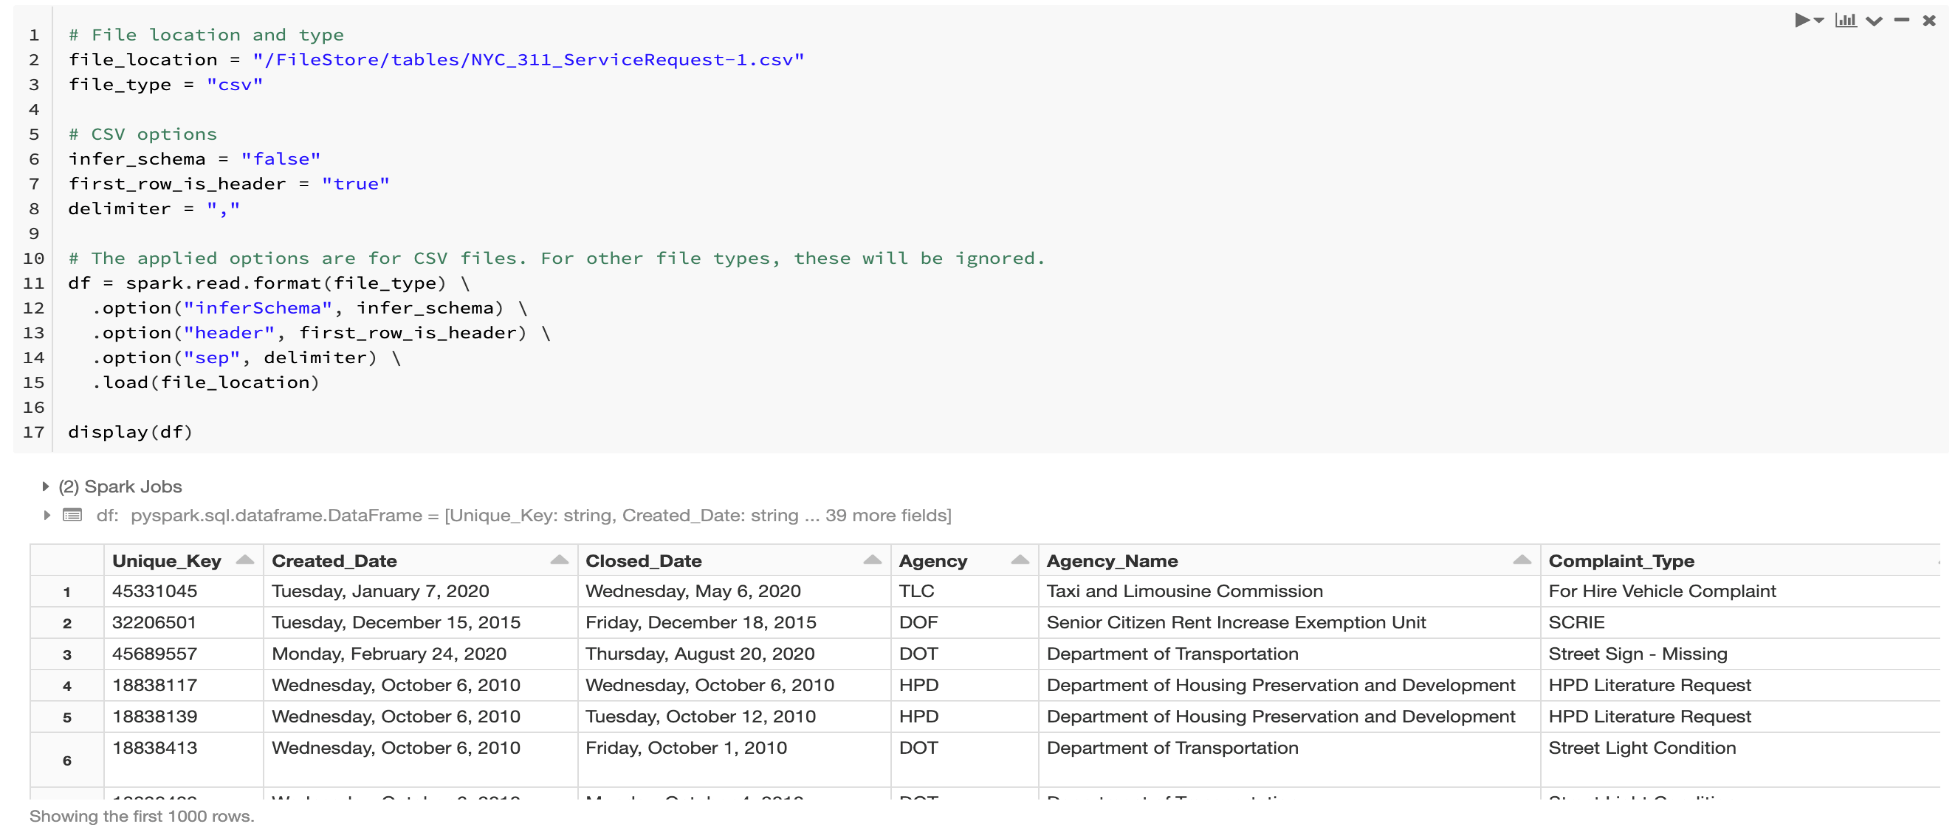 1 # File location and type
2 file_location = "/FileStore/tables/NYC_311_ServiceRequest-1.csv"
3 file_type = "csv"
4
5 # CSV options
6 infer_schema = "false"
7 first_row_is_header = "true"
8 delimiter = ","
9
10 # The applied options are for CSV files. For other file types, these will be ignored.
11 df = spark.read.format(file_type) \
12   .option("inferSchema", infer_schema) \
13   .option("header", first_row_is_header) \
14   .option("sep", delimiter) \
15   .load(file_location)
16
17 display(df)
(2) Spark Jobs
df: pyspark.sql.dataframe.DataFrame = [Unique_Key: string, Created_Date: string ... 39 more fields]
Unique_Key Created_Date Closed_Date Agency Agency_Name Complaint_Type
1 45331045 Tuesday, January 7, 2020 Wednesday, May 6, 2020 TLC Taxi and Limousine Commission For Hire Vehicle Complaint
2 32206501 Tuesday, December 15, 2015 Friday, December 18, 2015 DOF Senior Citizen Rent Increase Exemption Unit SCRIE
3 45689557 Monday, February 24, 2020 Thursday, August 20, 2020 DOT Department of Transportation Street Sign - Missing
4 18838117 Wednesday, October 6, 2010 Wednesday, October 6, 2010 HPD Department of Housing Preservation and Development HPD Literature Request
5 18838139 Wednesday, October 6, 2010 Tuesday, October 12, 2010 HPD Department of Housing Preservation and Development HPD Literature Request
6 18838413 Wednesday, October 6, 2010 Friday, October 1, 2010 DOT Department of Transportation Street Light Condition
Showing the first 1000 rows.